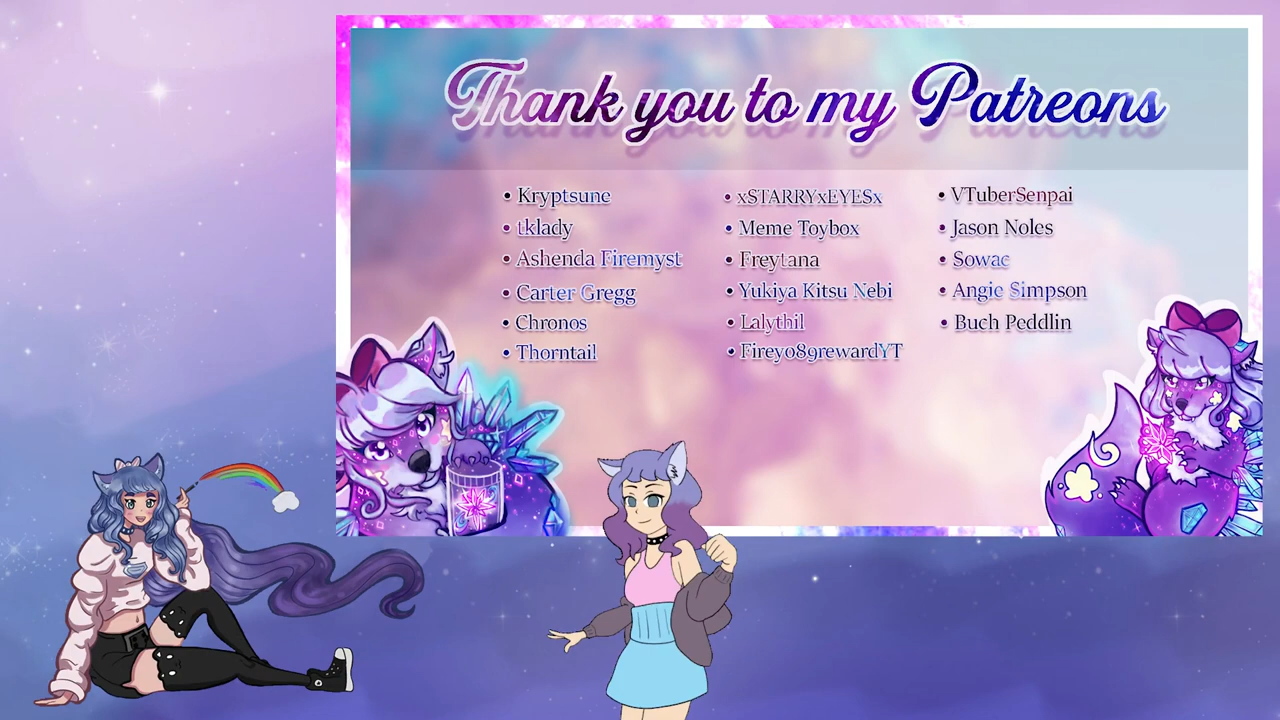 Thank you to my Patreons
• Kryptsune
• tklady
• Ashenda Firemyst
• Carter Gregg
• Chronos
• Thorntail
• xSTARRYxEYESx
• Meme Toybox
• Freytana
• Yukiya Kitsu Nebi
• Lalythil
• Fireyo89rewardYT
• VTuberSenpai
• Jason Noles
• Sowac
• Angie Simpson
• Buch Peddlin